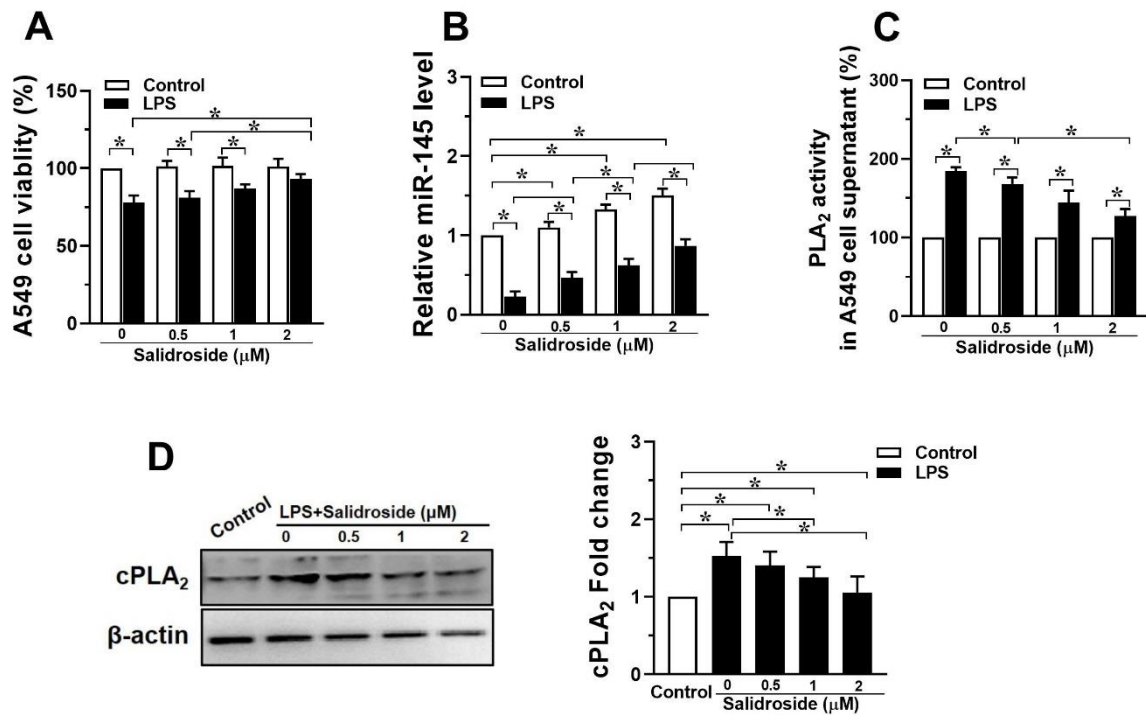 A
A549 cell viablity (%)
Control
LPS
150
100
50
0
* * * * *
0 0.5 1 2
Salidroside (µM)
B
Relative miR-145 level
Control
LPS
3
2
1
0
* * * * * * * * *
0 0.5 1 2
Salidroside (µM)
C
PLA₂ activity
in A549 cell supernatant (%)
Control
LPS
300
200
100
0
* * * * * *
0 0.5 1 2
Salidroside (µM)
D
Control
LPS+Salidroside (µM)
0 0.5 1 2
cPLA₂
β-actin
cPLA₂ Fold change
Control
LPS
3
2
1
0
* * * * * *
Control
0 0.5 1 2
Salidroside (µM)